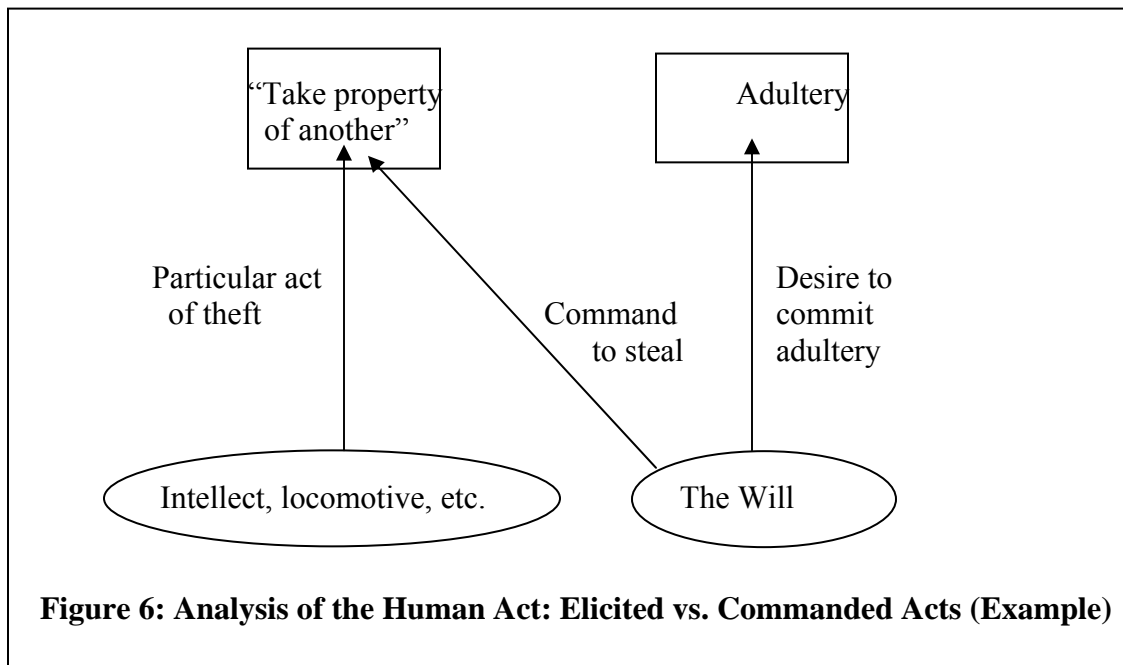 “Take property
of another”
Adultery
Particular act
of theft
Command
to steal
Desire to
commit
adultery
Intellect, locomotive, etc.
The Will
Figure 6: Analysis of the Human Act: Elicited vs. Commanded Acts (Example)